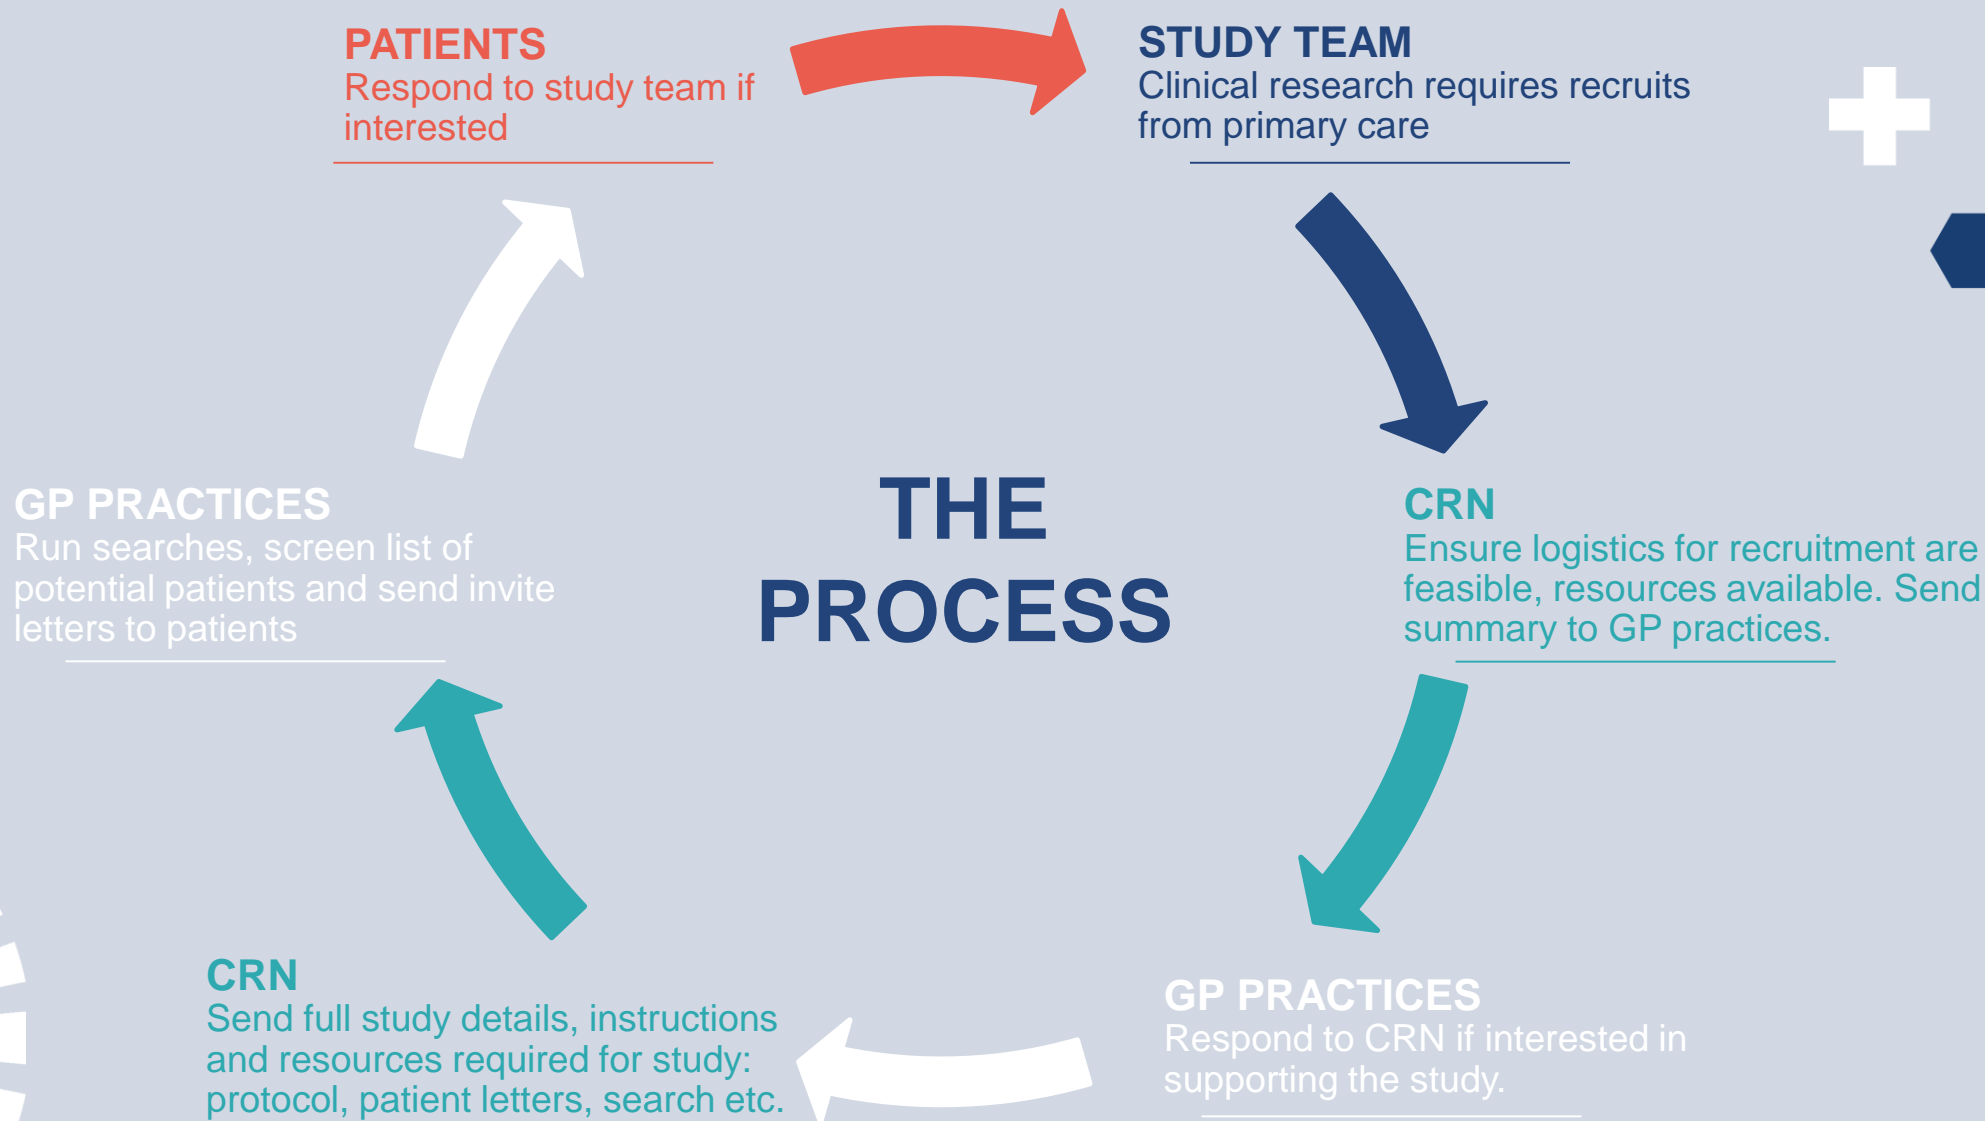 PATIENTS
Respond to study team if
interested
STUDY TEAM
Clinical research requires recruits
from primary care
CRN
Ensure logistics for recruitment are
feasible, resources available. Send
summary to GP practices.
GP PRACTICES
Respond to CRN if interested in
supporting the study.
CRN
Send full study details, instructions
and resources required for study:
protocol, patient letters, search etc.
GP PRACTICES
Run searches, screen list of
potential patients and send invite
letters to patients
THE
PROCESS